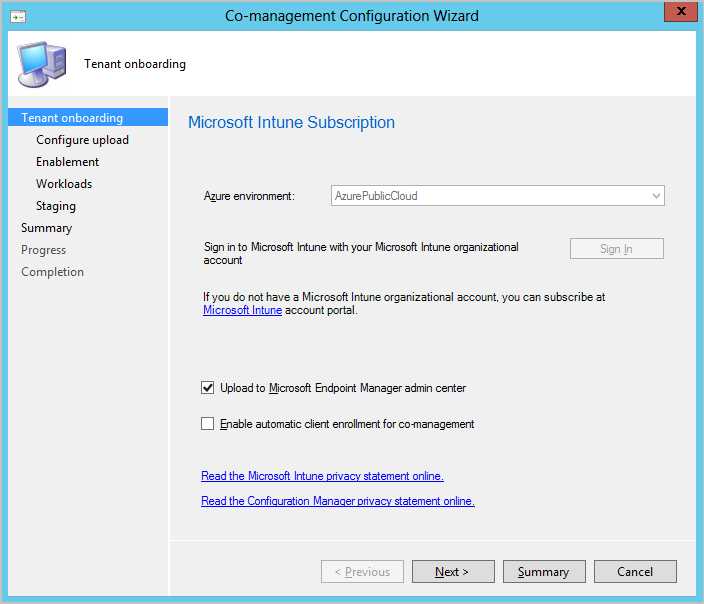 Co-management Configuration Wizard
x
Tenant onboarding
Tenant onboarding
Configure upload
Enablement
Workloads
Staging
Summary
Progress
Completion
Microsoft Intune Subscription
Azure environment:
AzurePublicCloud
Sign in to Microsoft Intune with your Microsoft Intune organizational
account
Sign In
If you do not have a Microsoft Intune organizational account, you can subscribe at
Microsoft Intune account portal.
Upload to Microsoft Endpoint Manager admin center
Enable automatic client enrollment for co-management
Read the Microsoft Intune privacy statement online.
Read the Configuration Manager privacy statement online.
< Previous
Next >
Summary
Cancel